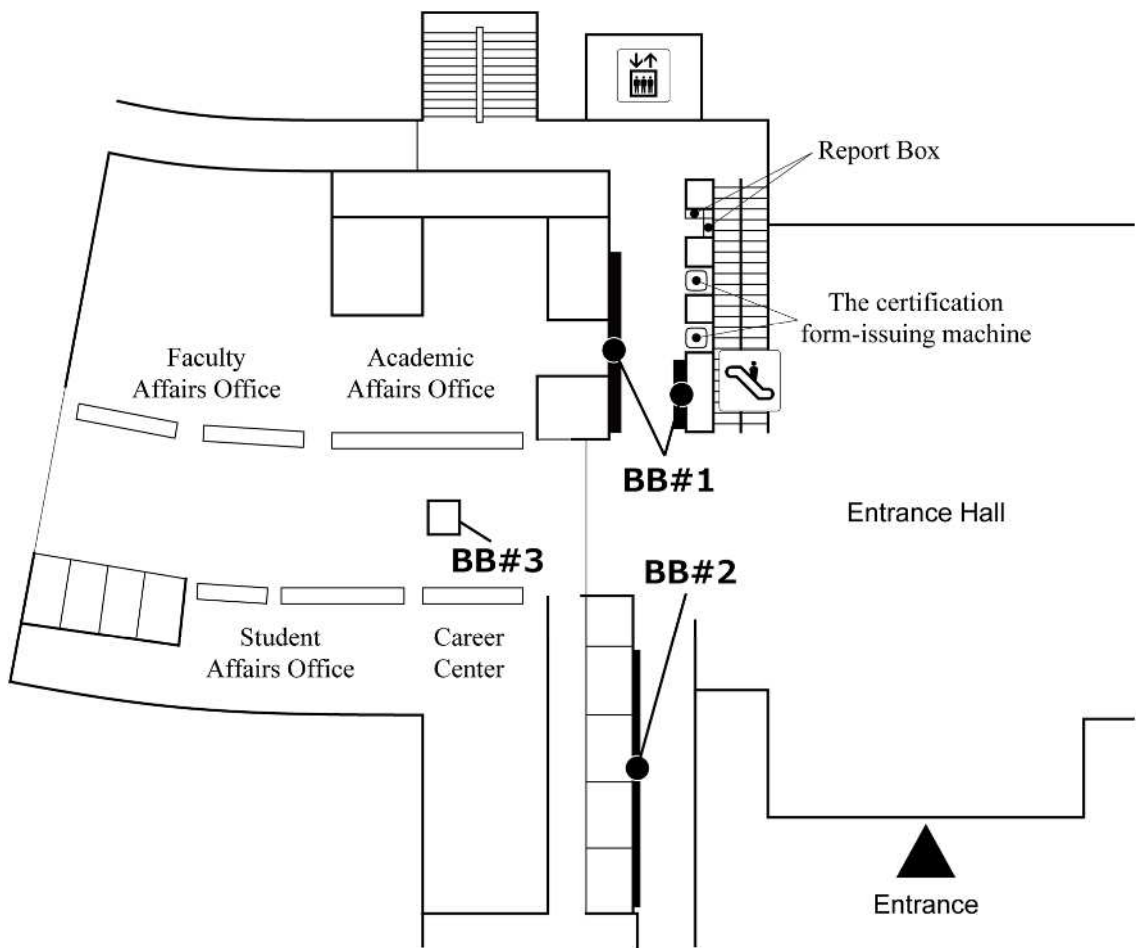 Report Box
The certification
form-issuing machine
Faculty
Affairs Office
Academic
Affairs Office
BB#1
Entrance Hall
BB#3
BB#2
Student
Affairs Office
Career
Center
Entrance